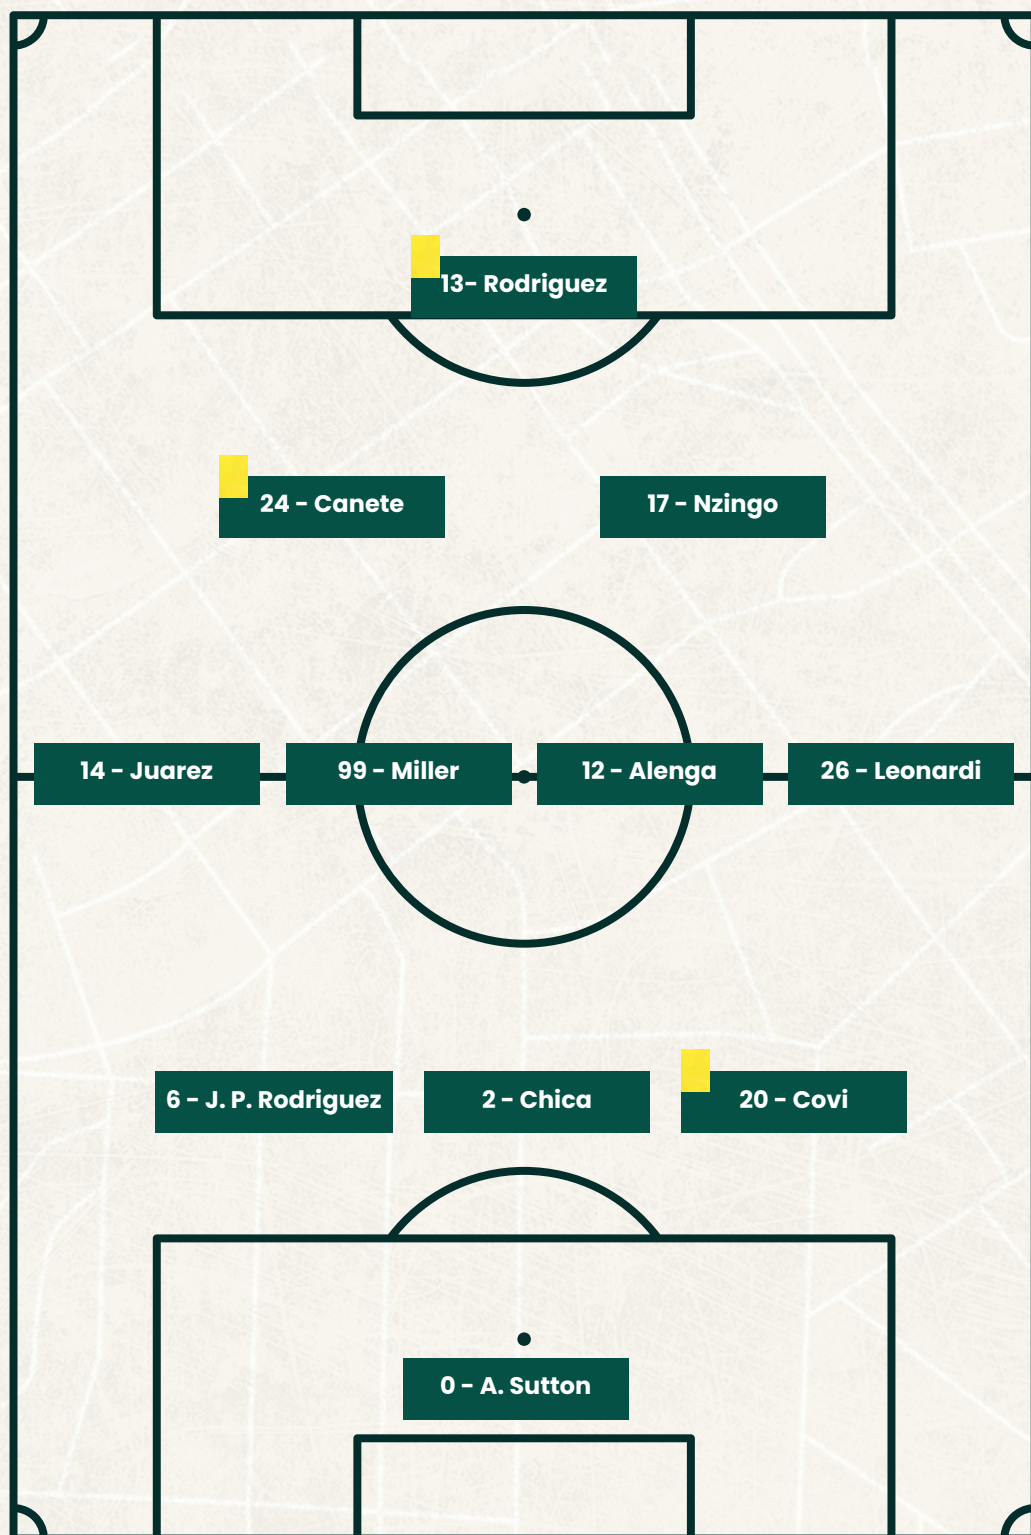 13- Rodriguez
24 - Canete
17 - Nzingo
14 - Juarez
99 - Miller
12 - Alenga
26 - Leonardi
6 - J. P. Rodriguez
2 - Chica
20 - Covi
0 - A. Sutton